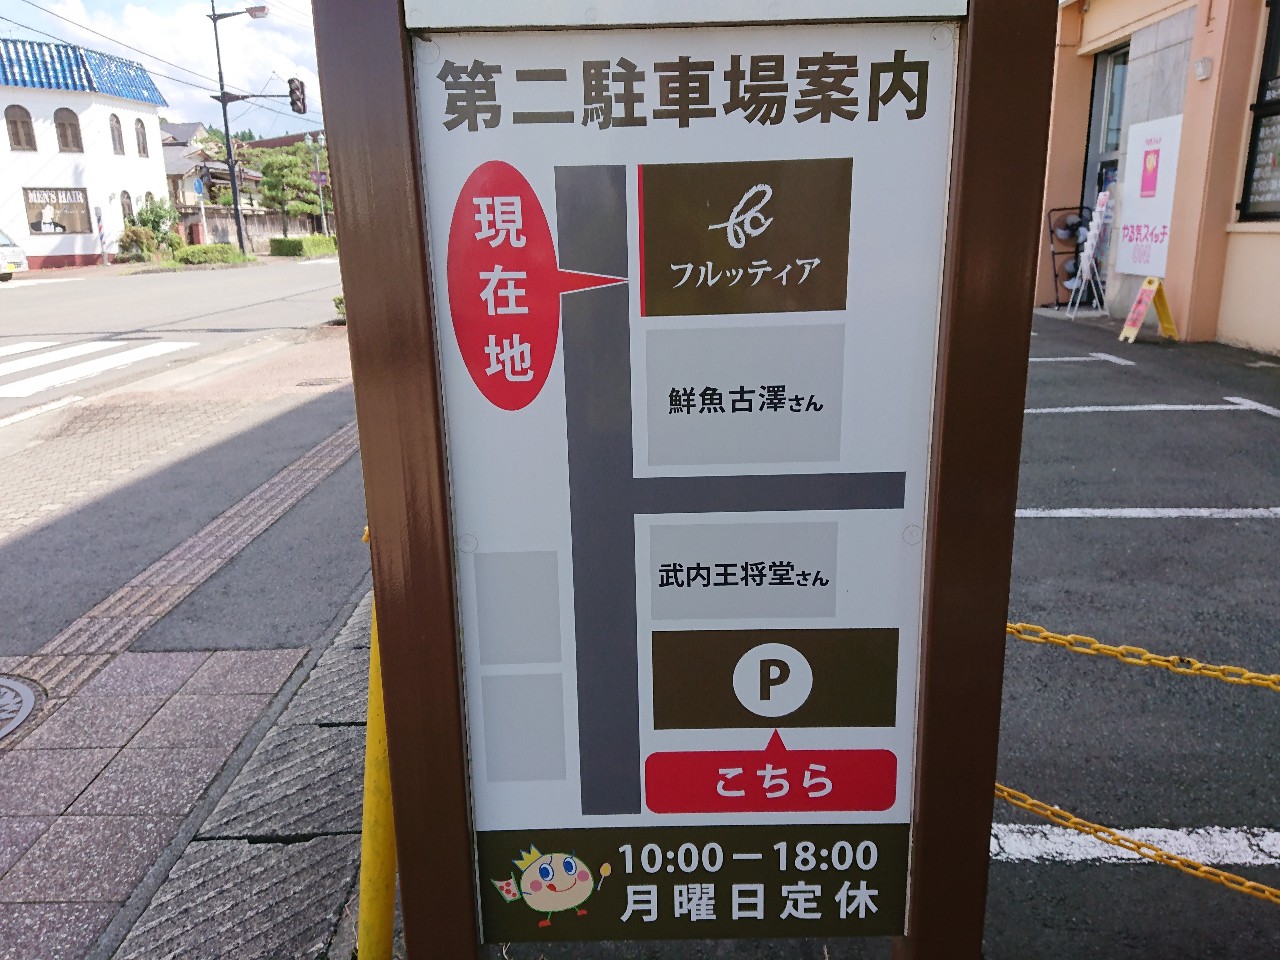 第二駐車場案内
現在地
fc
フルッティア
鮮魚古澤さん
武内王将堂さん
P
こちら
10:00ー18:00
月曜日定休
MEN'S HAIR
やる気スイッチ